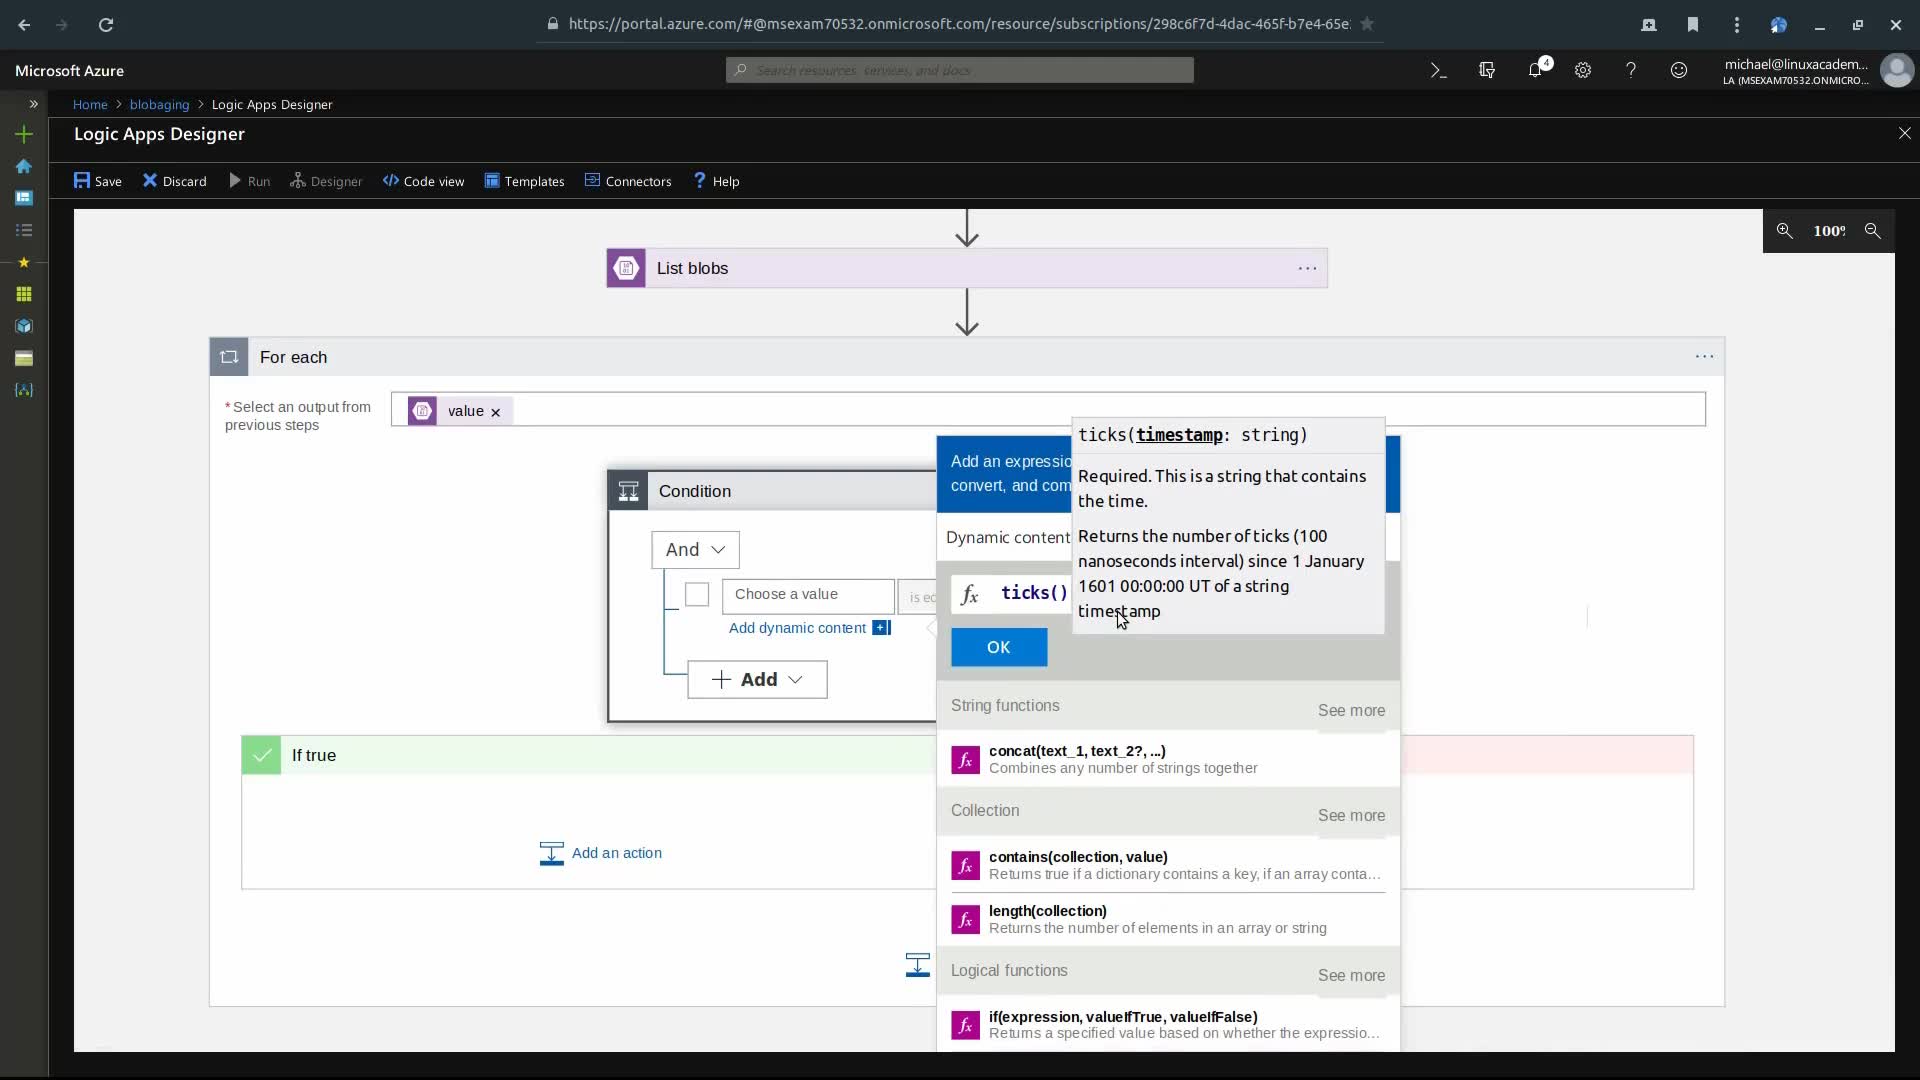 https://portal.azure.com/#@msexam70532.onmicrosoft.com/resource/subscriptions/298c6f7d-4dac-465f-b7e4-65e
Microsoft Azure
Search resources, services, and docs
4
michael@linuxacadem...
LA (MSEXAM70532.ONMICRO...
Home > blobaging > Logic Apps Designer
Logic Apps Designer
Save
Discard
Run
Designer
Code view
Templates
Connectors
Help
100%
List blobs
For each
* Select an output from
previous steps
value
Condition
And
Choose a value
is eq
Add dynamic content
Add
Add an expressio
convert, and com
Dynamic content
ticks(timestamp: string)
Required. This is a string that contains
the time.
Returns the number of ticks (100
nanoseconds interval) since 1 January
1601 00:00:00 UT of a string
timestamp
fx ticks()
OK
String functions
See more
concat(text_1, text_2?, ...)
Combines any number of strings together
Collection
See more
contains(collection, value)
Returns true if a dictionary contains a key, if an array conta...
length(collection)
Returns the number of elements in an array or string
Logical functions
See more
if(expression, valueIfTrue, valueIfFalse)
Returns a specified value based on whether the expressio...
If true
Add an action